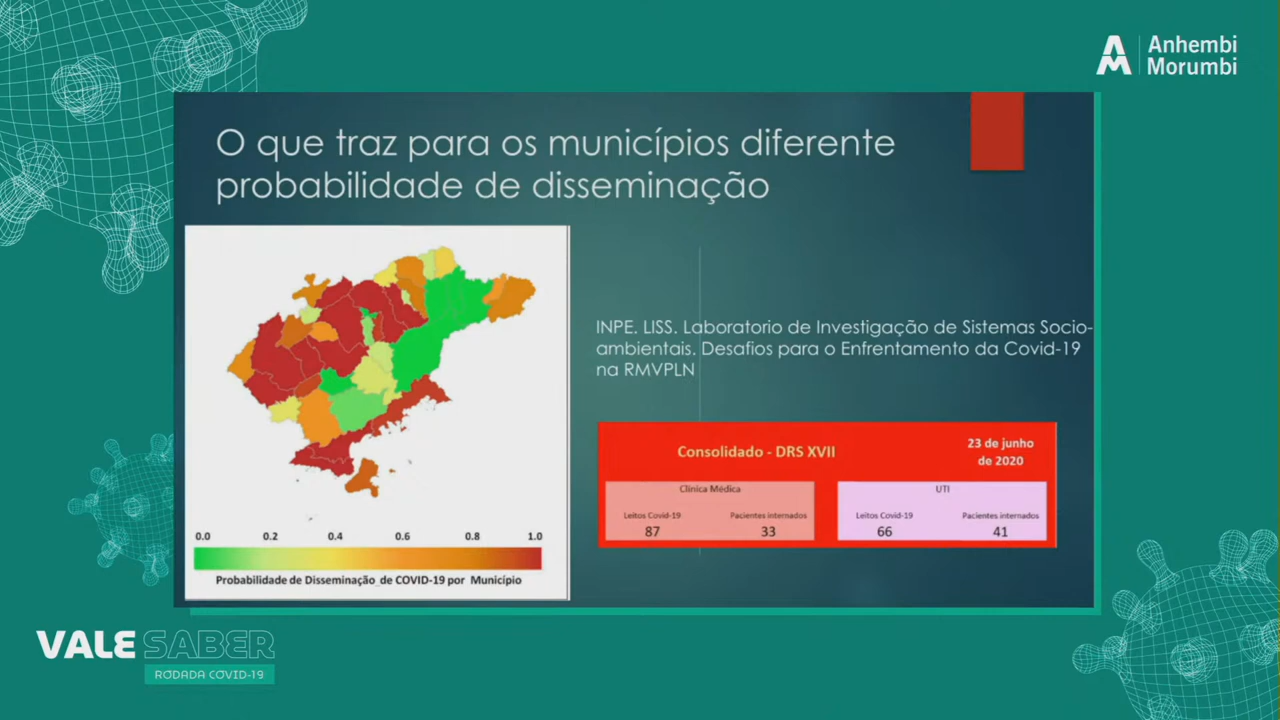 Anhembi
Morumbi
O que traz para os municípios diferente
probabilidade de disseminação
INPE. LISS. Laboratorio de Investigação de Sistemas Socio-
ambientais. Desafios para o Enfrentamento da Covid-19
na RMVPLN
Consolidado - DRS XVII
23 de junho
de 2020
Clínica Médica
UTI
Leitos Covid-19
Pacientes internados
Leitos Covid-19
Pacientes internados
87
33
66
41
0.0 0.2 0.4 0.6 0.8 1.0
Probabilidade de Disseminação_de COVID-19 por Município
VALE SABER
RODADA COVID-19